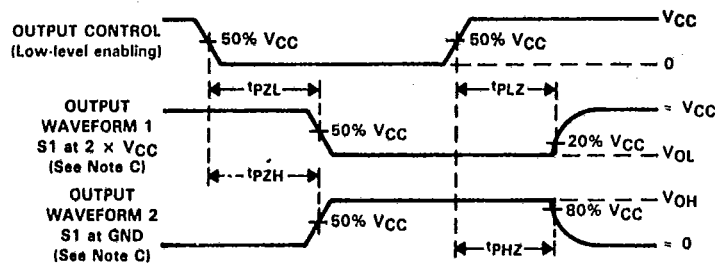 OUTPUT CONTROL
(Low-level enabling)
50% VCC
50% VCC
VCC
0
tPZL
tPLZ
OUTPUT
WAVEFORM 1
S1 at 2 × VCC
(See Note C)
50% VCC
≈ VCC
20% VCC
VOL
tPZH
OUTPUT
WAVEFORM 2
S1 at GND
(See Note C)
50% VCC
VOH
80% VCC
≈ 0
tPHZ